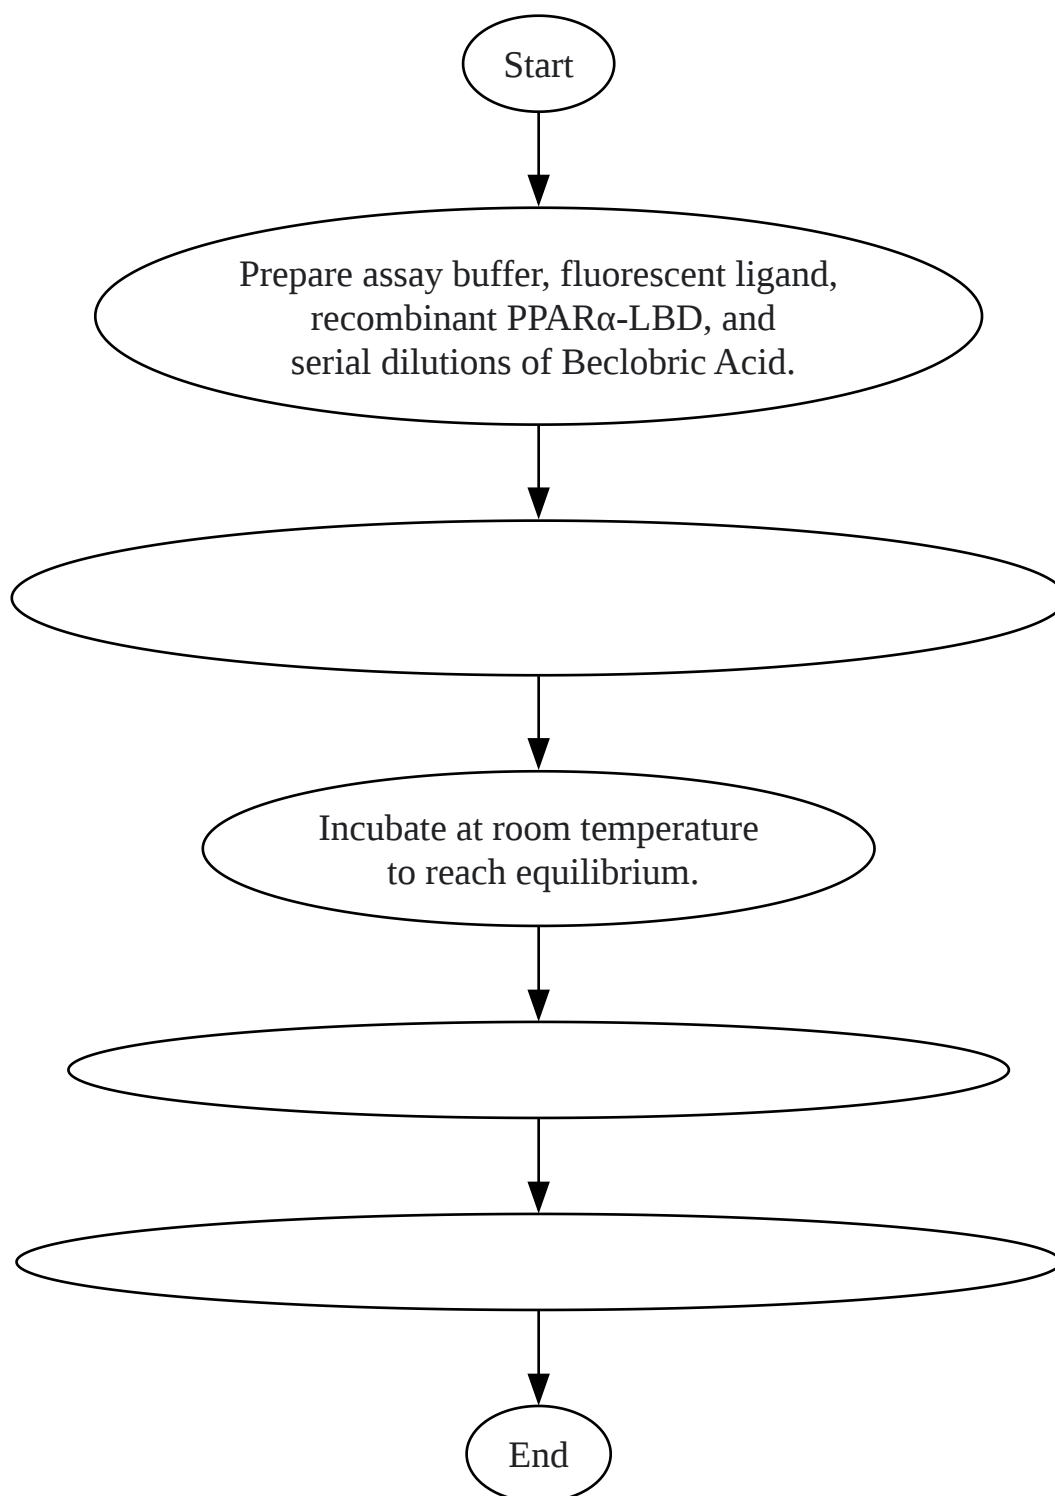 Start
Prepare assay buffer, fluorescent ligand,
recombinant PPARα-LBD, and
serial dilutions of Beclobric Acid.
Incubate at room temperature
to reach equilibrium.
End